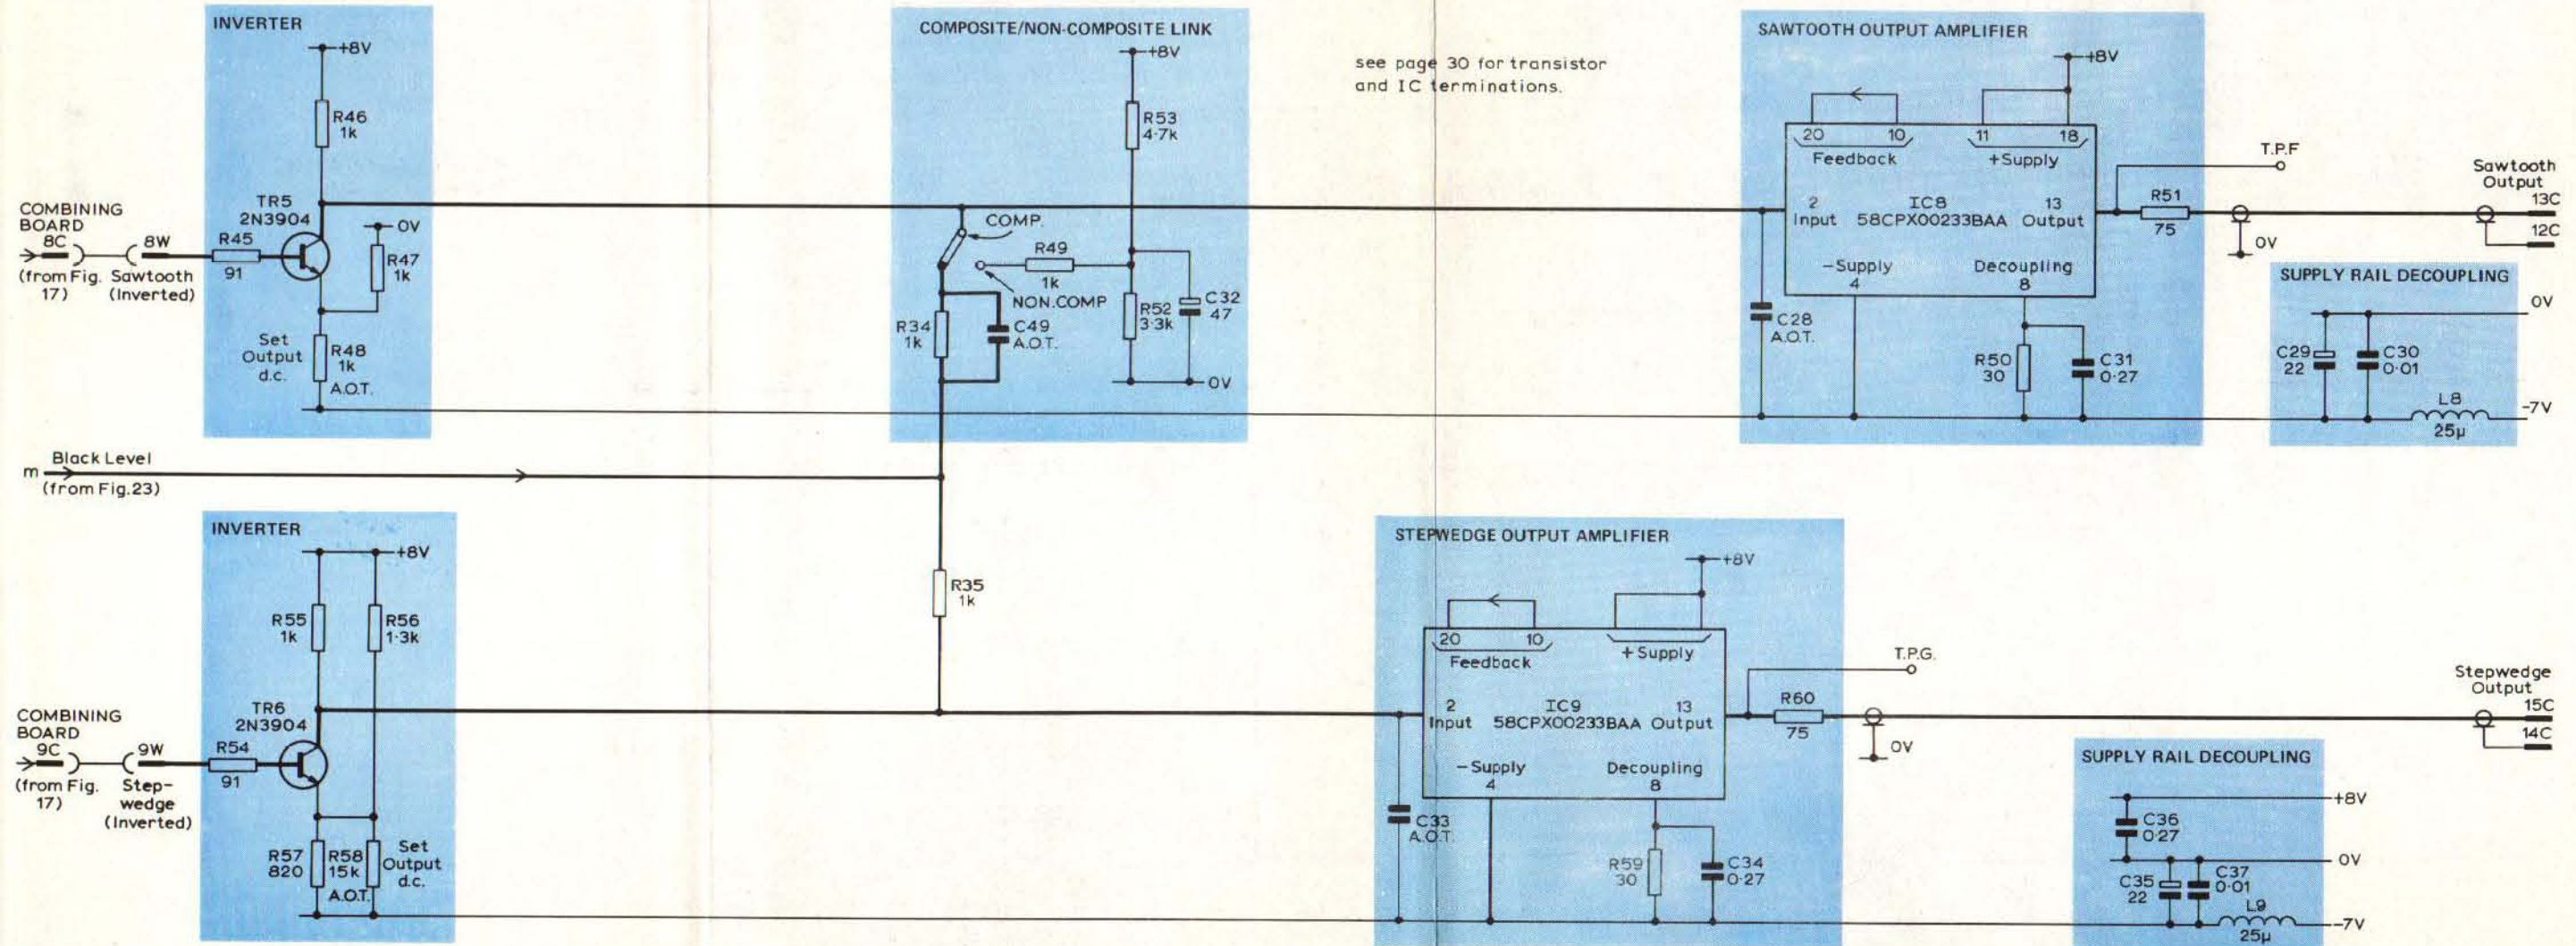 INVERTER
+8V
R46
1k
TR5
2N3904
0V
R47
1k
COMBINING
BOARD
8C
8W
R45
91
(from Fig.
17)
Sawtooth
(Inverted)
Set
Output
d.c.
R48
1k
A.O.T.
COMPOSITE/NON-COMPOSITE LINK
+8V
R53
4·7k
COMP.
R49
1k
NON.COMP
R34
1k
C49
A.O.T.
R52
3·3k
C32
47
0V
see page 30 for transistor
and IC terminations.
SAWTOOTH OUTPUT AMPLIFIER
+8V
20
10
11
18
Feedback
+Supply
2
Input
IC8
58CPX00233BAA
13
Output
-Supply
4
Decoupling
8
C28
A.O.T.
R50
30
C31
0·27
T.P.F
R51
75
0V
Sawtooth
Output
13C
12C
SUPPLY RAIL DECOUPLING
0V
C29
22
C30
0·01
L8
25µ
-7V
m
Black Level
(from Fig.23)
R35
1k
INVERTER
+8V
R55
1k
R56
1·3k
TR6
2N3904
COMBINING
BOARD
9C
9W
R54
91
(from Fig.
17)
Step-
wedge
(Inverted)
R57
820
R58
15k
A.O.T.
Set
Output
d.c.
STEPWEDGE OUTPUT AMPLIFIER
+8V
20
10
Feedback
+Supply
2
Input
IC9
58CPX00233BAA
13
Output
-Supply
4
Decoupling
8
C33
A.O.T.
R59
30
C34
0·27
T.P.G.
R60
75
0V
Stepwedge
Output
15C
14C
SUPPLY RAIL DECOUPLING
+8V
C36
0·27
0V
C35
22
C37
0·01
L9
25µ
-7V